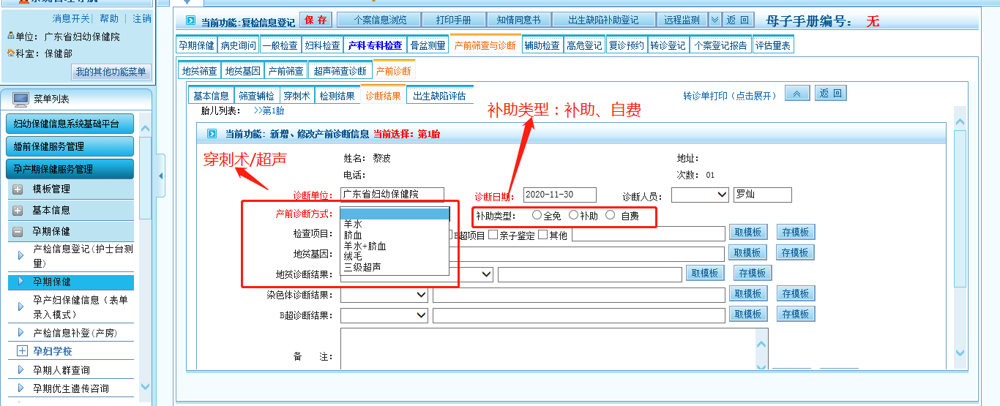 系统管理导航
消息开关| 帮助 | 注销
单位: 广东省妇幼保健院
科室: 保健部
我的其他功能菜单
菜单列表
妇幼保健信息系统基础平台
婚前保健服务管理
孕产期保健服务管理
模板管理
基本信息
孕期保健
产检信息登记(护士台测
量)
孕期保健
孕产妇保健信息（表单
录入模式）
产检信息补登(产房)
孕妇学校
孕期人群查询
孕期优生遗传咨询
当前功能:复检信息登记 保 存 个案信息浏览 打印手册 知情同意书 出生缺陷补助登记 远程监测 返 回 母子手册编号： 无
孕期保健 病史询问 一般检查 妇科检查 产科专科检查 骨盆测量 产前筛查与诊断 辅助检查 高危登记 复诊预约 转诊登记 个案登记报告 评估量表
地贫筛查 地贫基因 产前筛查 超声筛查诊断 产前诊断
基本信息 筛查辅检 穿刺术 检测结果 诊断结果 出生缺陷评估 转诊单打印（点击展开） 返 回
胎儿列表: >>第1胎
补助类型：补助、自费
当前功能: 新增、修改产前诊断信息 当前选择: 第1胎
穿刺术/超声
姓名: 黎波 地址:
电话: 次数: 01
诊断单位: 广东省妇幼保健院 诊断日期: 2020-11-30 诊断人员: 罗灿
产前诊断方式: 补助类型: 全免 补助 自费
羊水
脐血
羊水+脐血
绒毛
三级超声
检查项目: B超项目 亲子鉴定 其他 取模板 存模板
地贫基因: 取模板 存模板
地贫诊断结果: 取模板 存模板
染色体诊断结果: 取模板 存模板
B超诊断结果: 取模板 存模板
备 注: